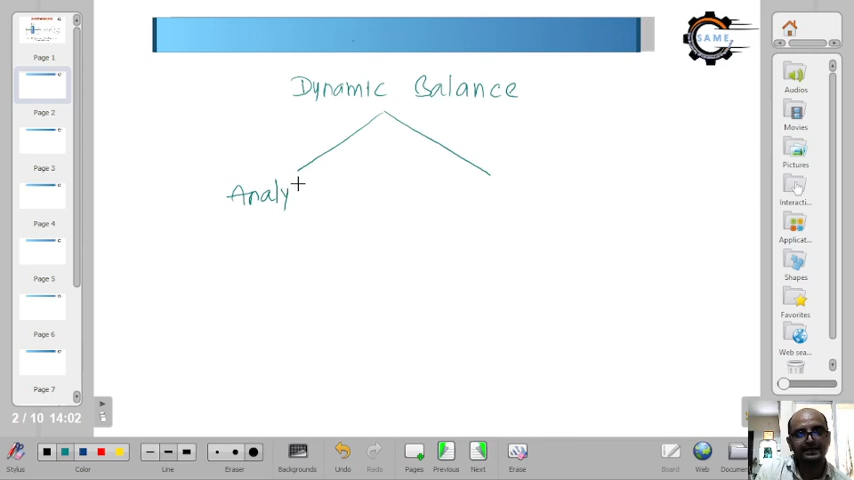 SAME
Dynamic Balance
Analy
Page 1
Page 2
Page 3
Page 4
Page 5
Page 6
Page 7
2 / 10 14:02
Audios
Movies
Pictures
Interacti...
Applicat...
Shapes
Favorites
Web sea...
Stylus
Color
Line
Eraser
Backgrounds
Undo
Redo
Pages
Previous
Next
Erase
Board
Web
Documen